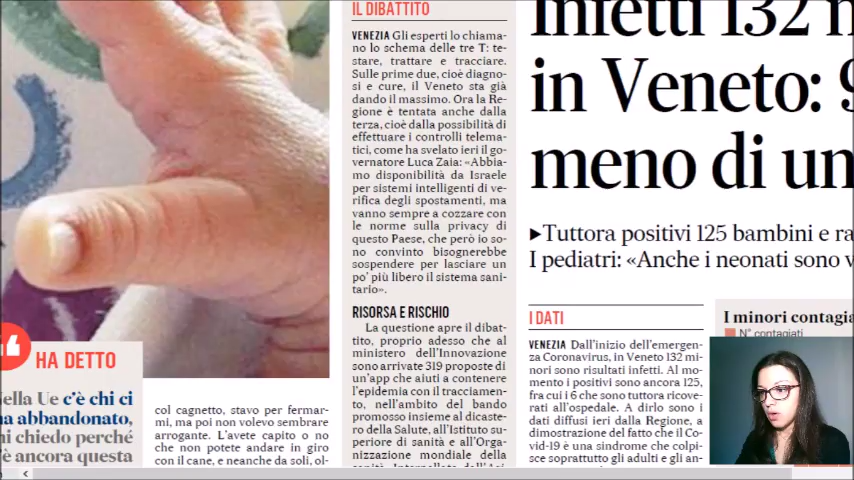 IL DIBATTITO
VENEZIA Gli esperti lo chiama-
no lo schema delle tre T: te-
stare, trattare e tracciare.
Sulle prime due, cioè diagno-
si e cure, il Veneto sta già
dando il massimo. Ora la Re-
gione è tentata anche dalla
terza, cioè dalla possibilità di
effettuare i controlli telema-
tici, come ha svelato ieri il go-
vernatore Luca Zaia: «Abbia-
mo disponibilità da Israele
per sistemi intelligenti di ve-
rifica degli spostamenti, ma
vanno sempre a cozzare con
le norme sulla privacy di
questo Paese, che però io so-
no convinto bisognerebbe
sospendere per lasciare un
po' più libero il sistema sani-
tario».
RISORSA E RISCHIO
La questione apre il dibat-
tito, proprio adesso che al
ministero dell'Innovazione
sono arrivate 319 proposte di
un'app che aiuti a contenere
l'epidemia con il tracciamen-
to, nell'ambito del bando
promosso insieme al dicaste-
ro della Salute, all'Istituto su-
periore di sanità e all'Orga-
nizzazione mondiale della
HA DETTO
ella Ue c'è chi ci
a abbandonato,
i chiedo perché
'è ancora questa
col cagnetto, stavo per fermar-
mi, ma poi non volevo sembrare
arrogante. L'avete capito o no
che non potete andare in giro
con il cane, e neanche da soli, ol-
Infetti 132
in Veneto: 9
meno di un
►Tuttora positivi 125 bambini e ra
I pediatri: «Anche i neonati sono v
I DATI
VENEZIA Dall'inizio dell'emergen-
za Coronavirus, in Veneto 132 mi-
nori sono risultati infetti. Al mo-
mento i positivi sono ancora 125,
fra cui i 6 che sono tuttora ricove-
rati all'ospedale. A dirlo sono i
dati diffusi ieri dalla Regione, a
dimostrazione del fatto che il Co-
vid-19 è una sindrome che colpi-
sce soprattutto gli adulti e gli an-
I minori contagia
N° contagiati